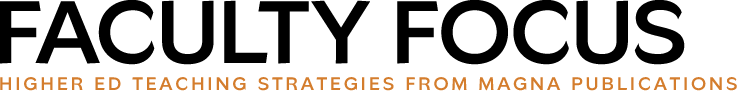 FACULTY FOCUS
HIGHER ED TEACHING STRATEGIES FROM MAGNA PUBLICATIONS